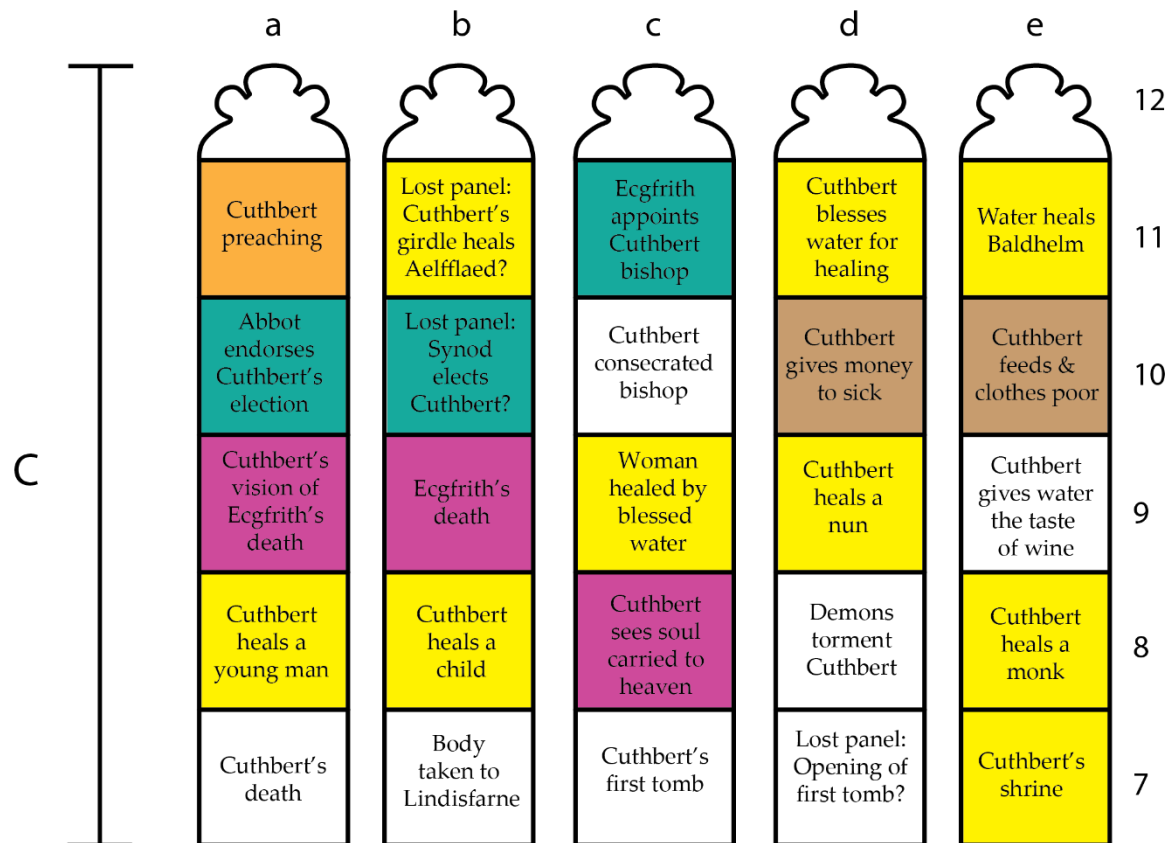 a b c d e
12
Cuthbert
preaching
Lost panel:
Cuthbert’s
girdle heals
Aelfflaed?
Ecgfrith
appoints
Cuthbert
bishop
Cuthbert
blesses
water for
healing
Water heals
Baldhelm
11
Abbot
endorses
Cuthbert’s
election
Lost panel:
Synod
elects
Cuthbert?
Cuthbert
consecrated
bishop
Cuthbert
gives money
to sick
Cuthbert
feeds &
clothes poor
10
C
Cuthbert’s
vision of
Ecgfrith’s
death
Ecgfrith’s
death
Woman
healed by
blessed
water
Cuthbert
heals a
nun
Cuthbert
gives water
the taste
of wine
9
Cuthbert
heals a
young man
Cuthbert
heals a
child
Cuthbert
sees soul
carried to
heaven
Demons
torment
Cuthbert
Cuthbert
heals a
monk
8
Cuthbert’s
death
Body
taken to
Lindisfarne
Cuthbert’s
first tomb
Lost panel:
Opening of
first tomb?
Cuthbert’s
shrine
7